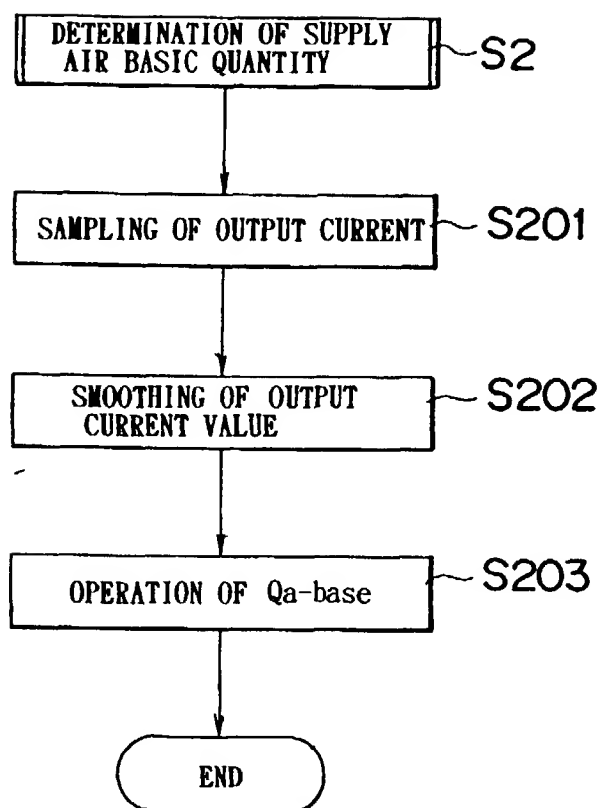 DETERMINATION OF SUPPLY
AIR BASIC QUANTITY
S2
SAMPLING OF OUTPUT CURRENT
S201
SMOOTHING OF OUTPUT
CURRENT VALUE
S202
OPERATION OF Qa-base
S203
END